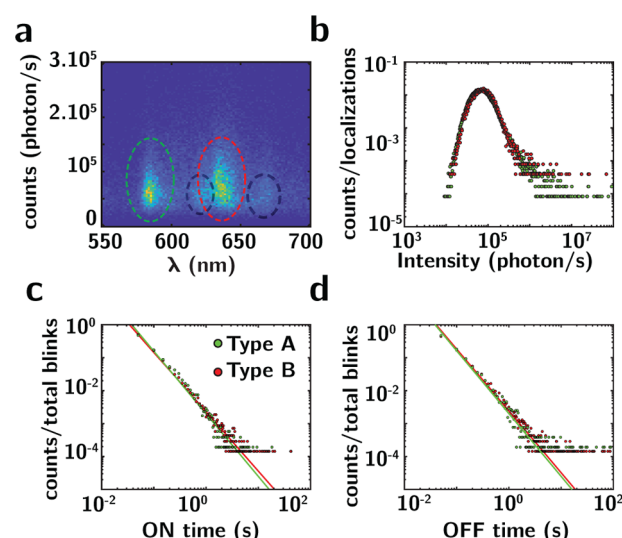 a
counts (photon/s)
3.10⁵
2.10⁵
10⁵
0
550
600
650
700
λ (nm)
b
counts/localizations
10⁻¹
10⁻³
10⁻⁵
10³
10⁵
10⁷
Intensity (photon/s)
c
counts/total blinks
10⁰
10⁻²
10⁻⁴
Type A
Type B
10⁻²
10⁰
10²
ON time (s)
d
counts/total blinks
10⁰
10⁻²
10⁻⁴
10⁻²
10⁰
10²
OFF time (s)